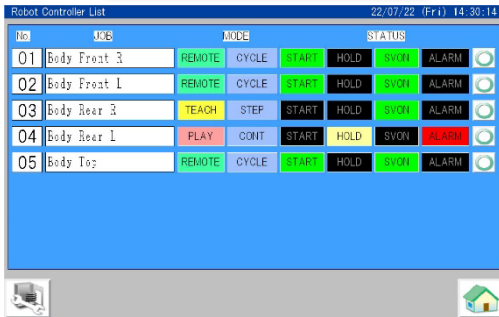 Robot Controller List 22/07/22 (Fri) 14:30:14
No. JOB MODE STATUS
01 Body Front R REMOTE CYCLE START HOLD SVON ALARM
02 Body Front L REMOTE CYCLE START HOLD SVON ALARM
03 Body Rear R TEACH STEP START HOLD SVON ALARM
04 Body Rear L PLAY CONT START HOLD SVON ALARM
05 Body Top REMOTE CYCLE START HOLD SVON ALARM